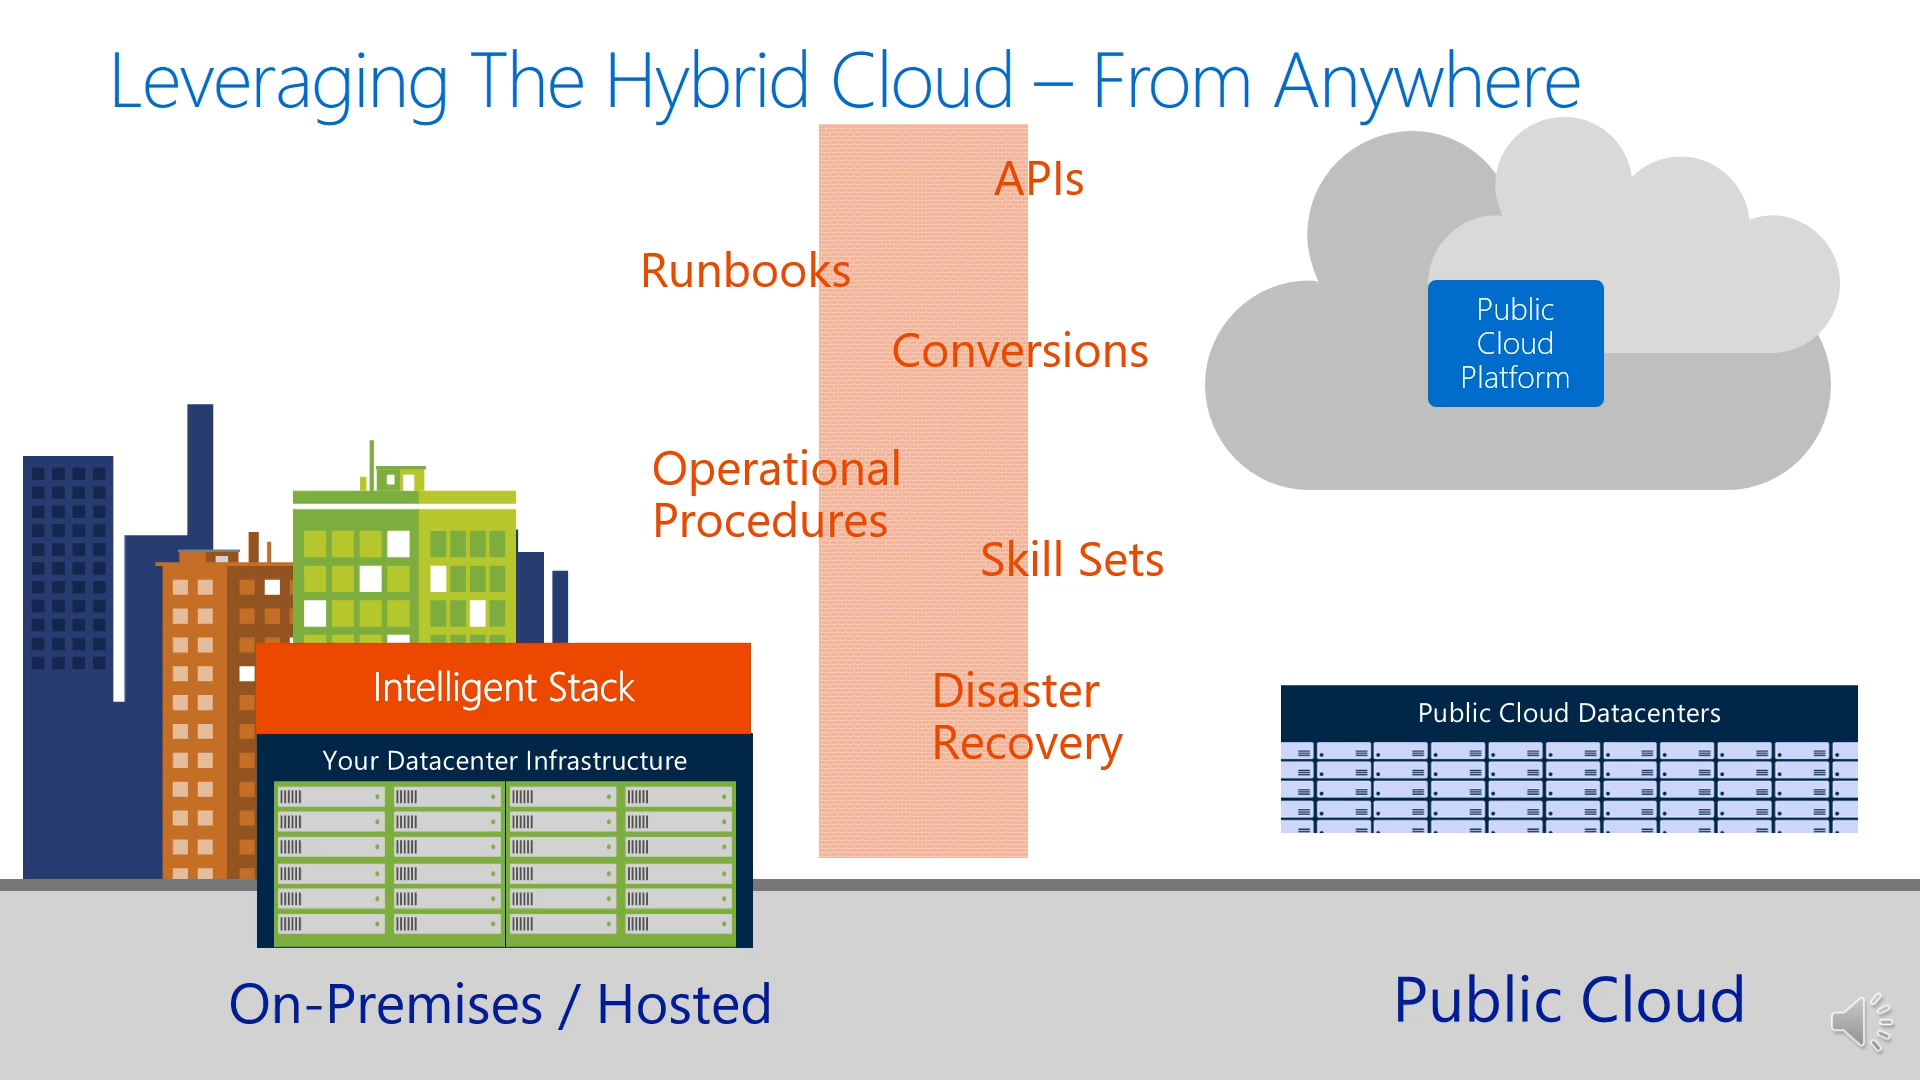 Leveraging The Hybrid Cloud – From Anywhere
APIs
Runbooks
Conversions
Public
Cloud
Platform
Operational
Procedures
Skill Sets
Intelligent Stack
Disaster
Recovery
Your Datacenter Infrastructure
Public Cloud Datacenters
On-Premises / Hosted
Public Cloud